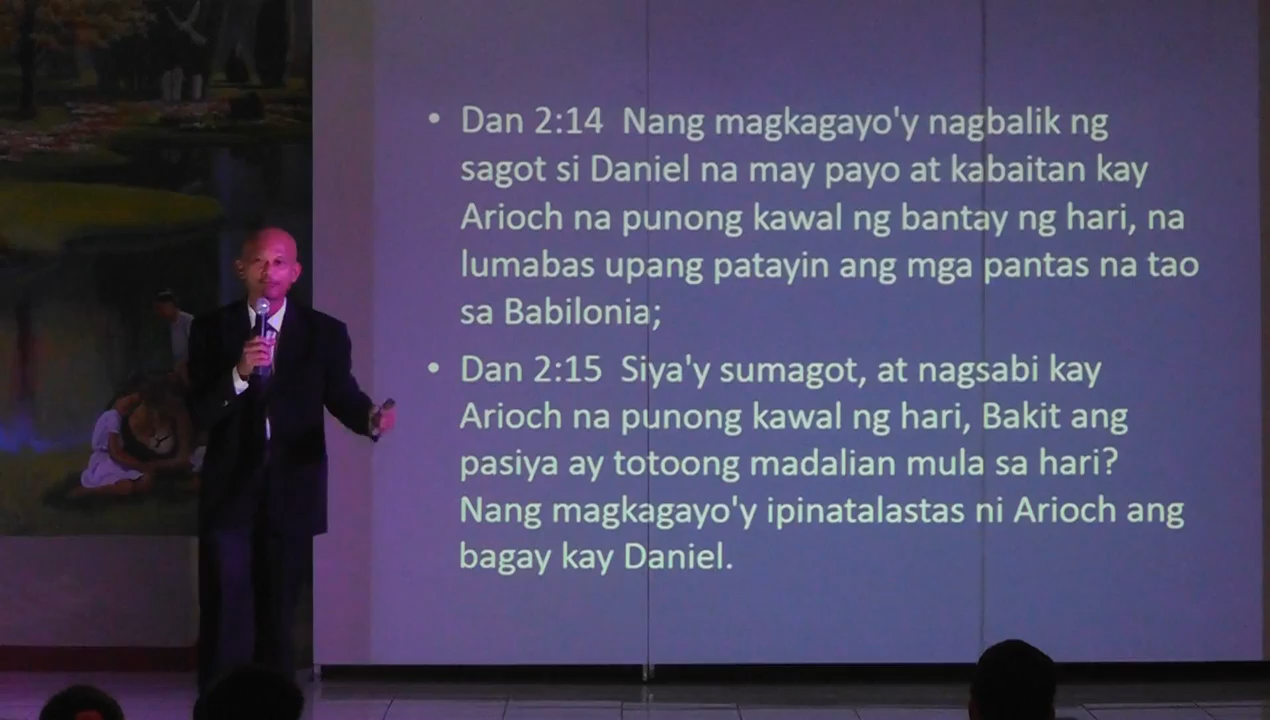 • Dan 2:14  Nang magkagayo'y nagbalik ng
sagot si Daniel na may payo at kabaitan kay
Arioch na punong kawal ng bantay ng hari, na
lumabas upang patayin ang mga pantas na tao
sa Babilonia;
• Dan 2:15  Siya'y sumagot, at nagsabi kay
Arioch na punong kawal ng hari, Bakit ang
pasiya ay totoong madalian mula sa hari?
Nang magkagayo'y ipinatalastas ni Arioch ang
bagay kay Daniel.